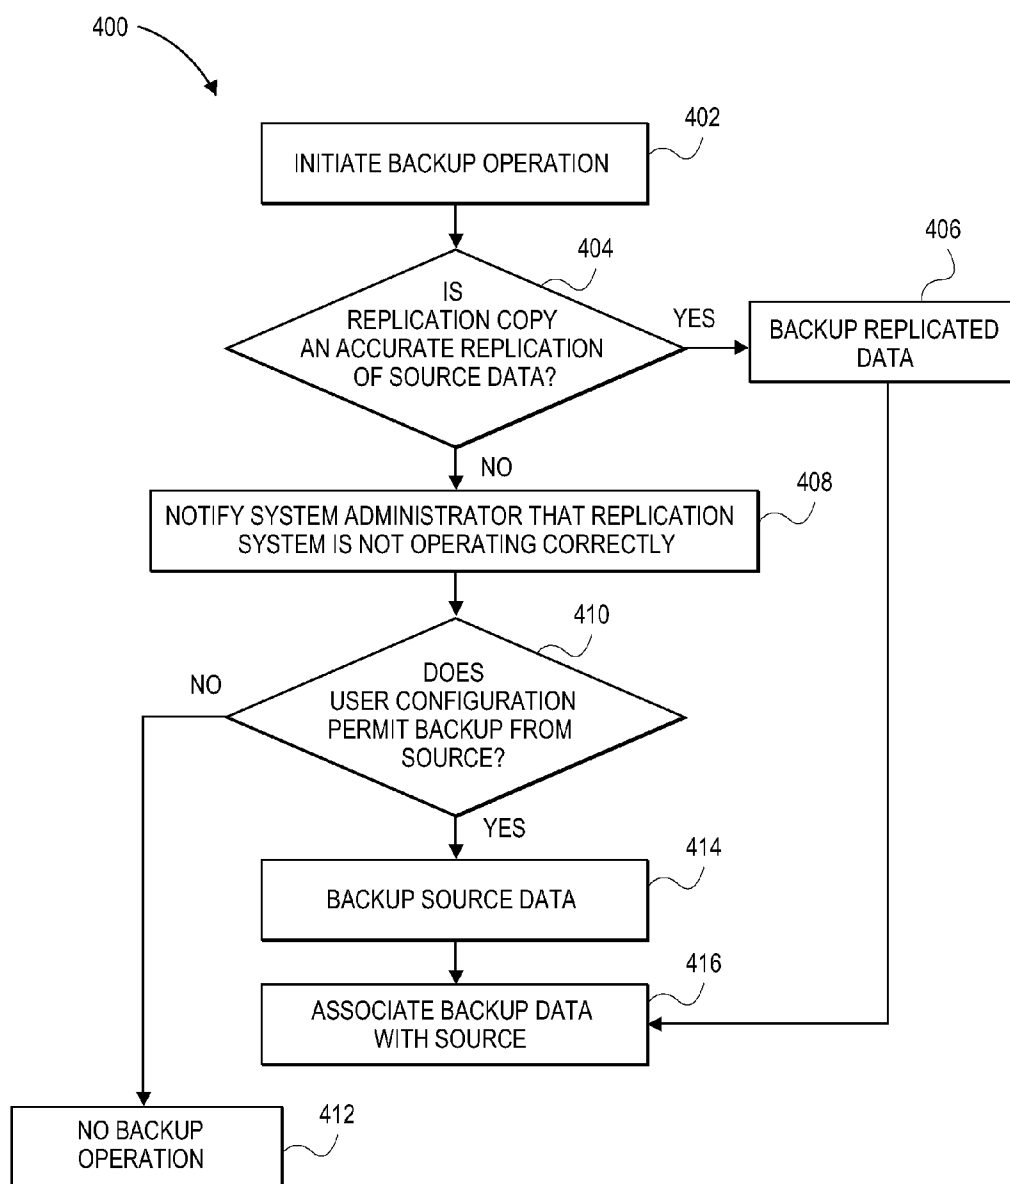 400
402
INITIATE BACKUP OPERATION
404
IS
REPLICATION COPY
AN ACCURATE REPLICATION
OF SOURCE DATA?
YES
406
BACKUP REPLICATED
DATA
NO
408
NOTIFY SYSTEM ADMINISTRATOR THAT REPLICATION
SYSTEM IS NOT OPERATING CORRECTLY
410
DOES
USER CONFIGURATION
PERMIT BACKUP FROM
SOURCE?
NO
YES
414
BACKUP SOURCE DATA
416
ASSOCIATE BACKUP DATA
WITH SOURCE
412
NO BACKUP
OPERATION